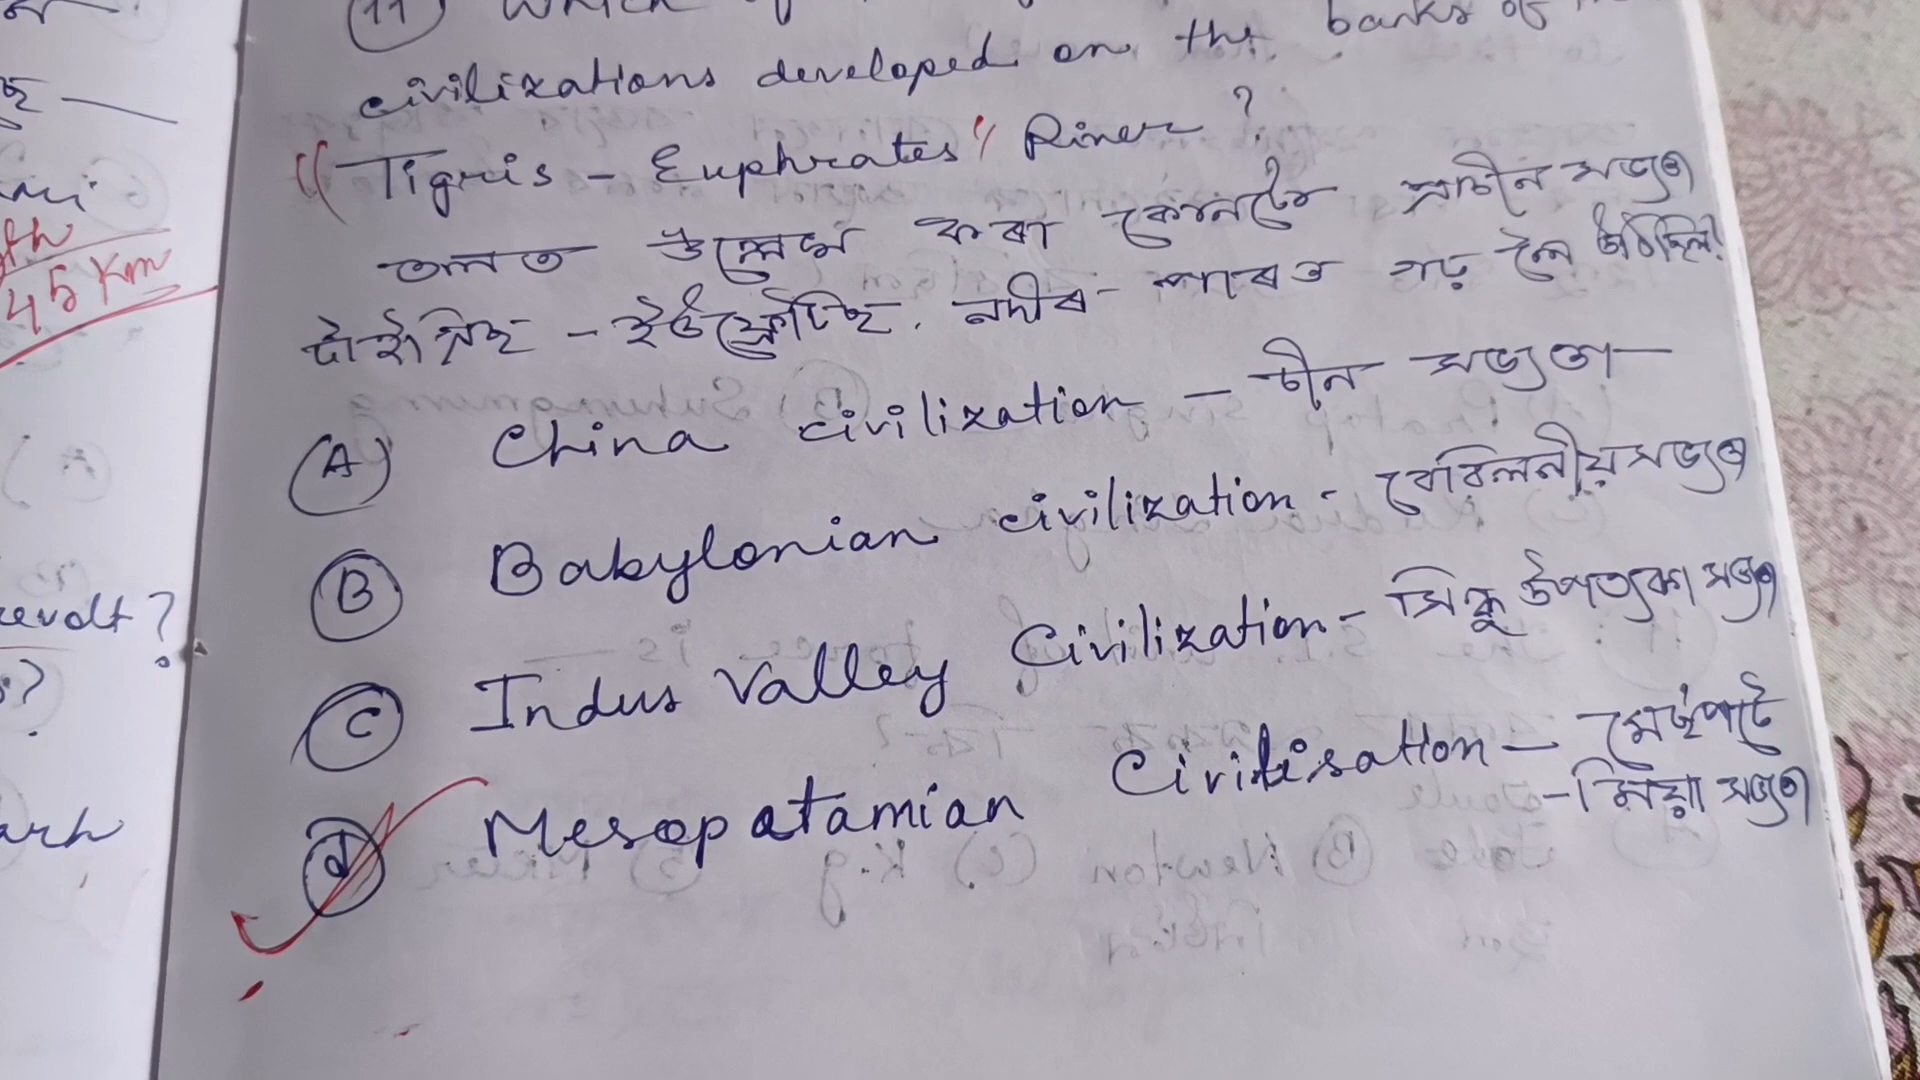 (11) Which of
civilizations developed on the banks of
"Tigris - Euphrates" River?
তলত উল্লেখ কৰা কোনটো প্ৰাচীন সভ্যতা
টাইগ্ৰিছ - ইউফ্ৰেটিছ নদীৰ পাৰত গঢ় লৈ উঠিছিল?
(A) China civilization - চীন সভ্যতা
(B) Babylonian civilization - বেবিলনীয় সভ্যতা
(C) Indus Valley Civilization - সিন্ধু উপত্যকা সভ্যতা
(d) Mesopatamian Civilisation - মেচ'পটে
-মিয়া সভ্যতা
45 Km
revolt?